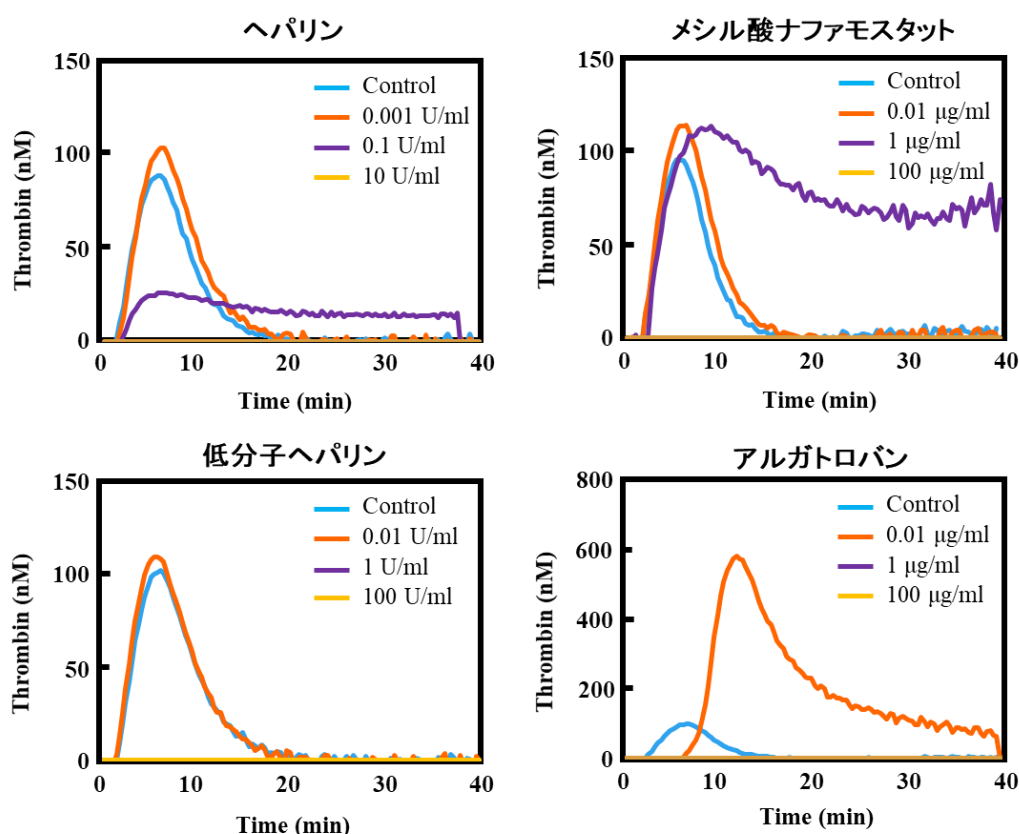 ヘパリン
150
100
50
0
Thrombin (nM)
Control
0.001 U/ml
0.1 U/ml
10 U/ml
0
10
20
30
40
Time (min)
メシル酸ナファモスタット
150
100
50
0
Thrombin (nM)
Control
0.01 μg/ml
1 μg/ml
100 μg/ml
0
10
20
30
40
Time (min)
低分子ヘパリン
150
100
50
0
Thrombin (nM)
Control
0.01 U/ml
1 U/ml
100 U/ml
0
10
20
30
40
Time (min)
アルガトロバン
800
600
400
200
0
Thrombin (nM)
Control
0.01 μg/ml
1 μg/ml
100 μg/ml
0
10
20
30
40
Time (min)